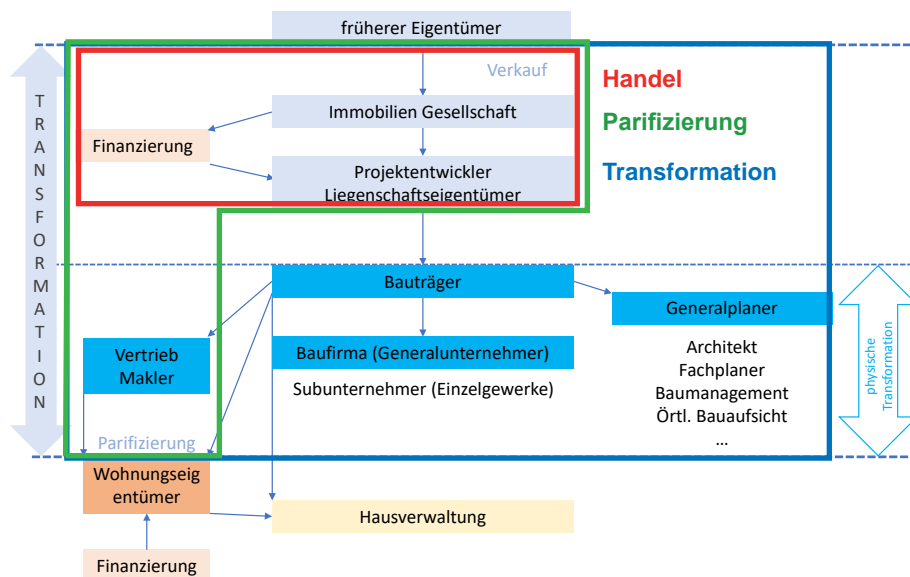 früherer Eigentümer
Verkauf
Handel
Immobilien Gesellschaft
Parifizierung
Finanzierung
Projektentwickler
Liegenschaftseigentümer
Transformation
TRANSFORMATION
Bauträger
Generalplaner
Vertrieb
Makler
Baufirma (Generalunternehmer)
Subunternehmer (Einzelgewerke)
Architekt
Fachplaner
Baumanagement
Örtl. Bauaufsicht
...
physische
Transformation
Parifizierung
Wohnungseig
entümer
Hausverwaltung
Finanzierung